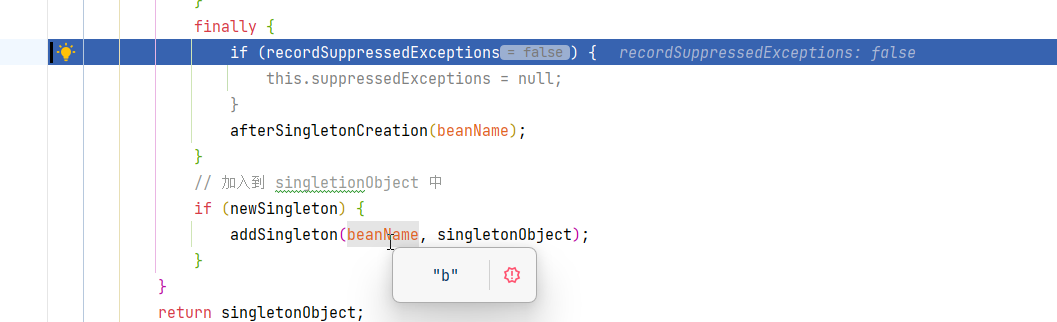 }
finally {
if (recordSuppressedExceptions = false ) { recordSuppressedExceptions: false
this.suppressedExceptions = null;
}
afterSingletonCreation(beanName);
}
// 加入到 singletionObject 中
if (newSingleton) {
addSingleton(beanName, singletonObject);
}
"b"
}
return singletonObject;